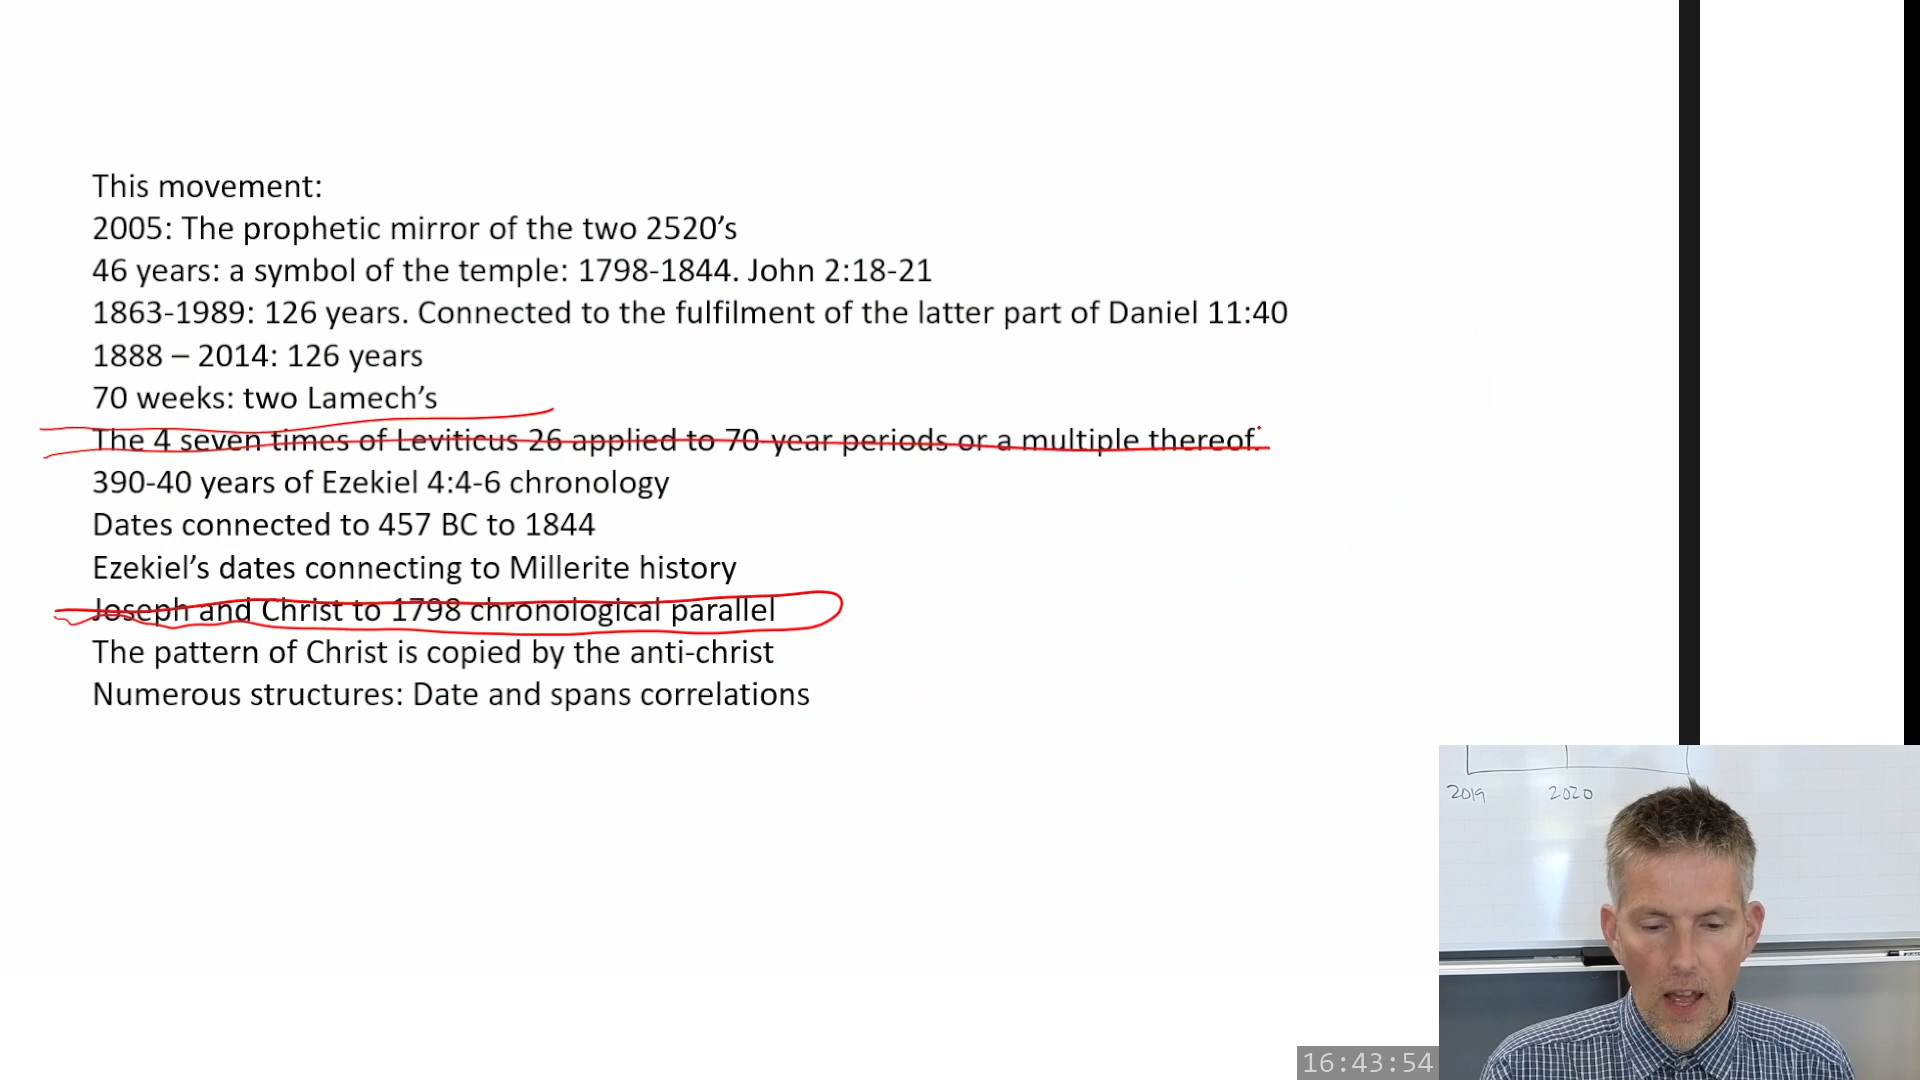 This movement:
2005: The prophetic mirror of the two 2520’s
46 years: a symbol of the temple: 1798-1844. John 2:18-21
1863-1989: 126 years. Connected to the fulfilment of the latter part of Daniel 11:40
1888 – 2014: 126 years
70 weeks: two Lamech’s
The 4 seven times of Leviticus 26 applied to 70 year periods or a multiple thereof.
390-40 years of Ezekiel 4:4-6 chronology
Dates connected to 457 BC to 1844
Ezekiel’s dates connecting to Millerite history
Joseph and Christ to 1798 chronological parallel
The pattern of Christ is copied by the anti-christ
Numerous structures: Date and spans correlations
2019 2020
16:43:54